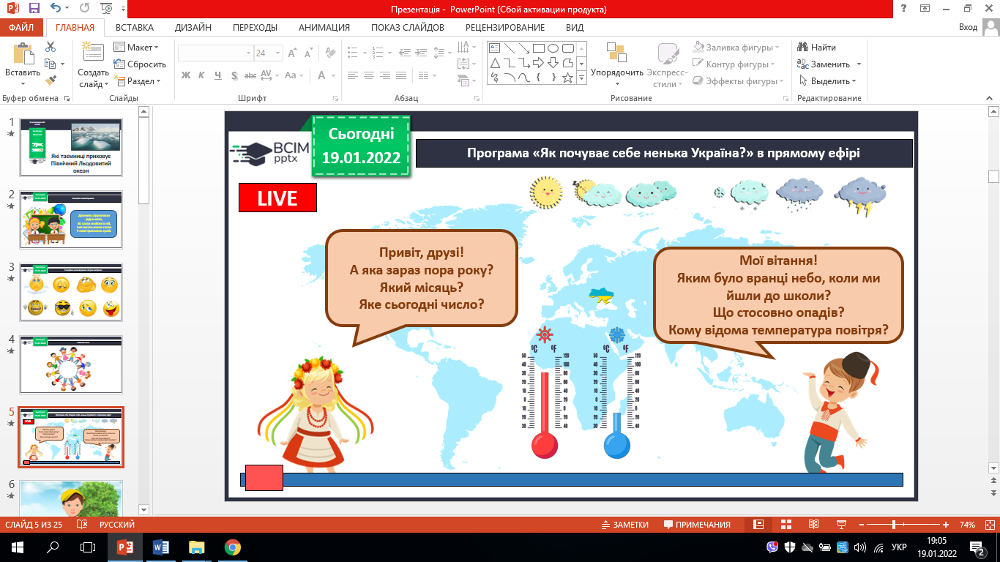 Презентація - PowerPoint (Сбой активации продукта)
ФАЙЛ ГЛАВНАЯ ВСТАВКА ДИЗАЙН ПЕРЕХОДЫ АНИМАЦИЯ ПОКАЗ СЛАЙДОВ РЕЦЕНЗИРОВАНИЕ ВИД Вход
Вставить
Создать слайд
Макет
Сбросить
Раздел
24
Ж К Ч S abc AV Aa A
Упорядочить
Экспресс-стили
Заливка фигуры
Контур фигуры
Эффекты фигуры
Найти
Заменить
Выделить
Буфер обмена Слайды Шрифт Абзац Рисование Редактирование
1
Які таємниці приховує
Північний Льодовитий
океан
2
3
4
5
6
Сьогодні
19.01.2022
ВСІМ
pptx
Програма «Як почуває себе ненька Україна?» в прямому ефірі
LIVE
Привіт, друзі!
А яка зараз пора року?
Який місяць?
Яке сьогодні число?
Мої вітання!
Яким було вранці небо, коли ми
йшли до школи?
Що стосовно опадів?
Кому відома температура повітря?
°C °F °C °F
50 120 50 120
40 100 40 100
30 80 30 80
20 60 20 60
10 40 10 40
0 20 0 20
10 0 10 0
20 20 20 20
30 40 30 40
СЛАЙД 5 ИЗ 25 РУССКИЙ ЗАМЕТКИ ПРИМЕЧАНИЯ 74%
19:05
УКР
19.01.2022
2